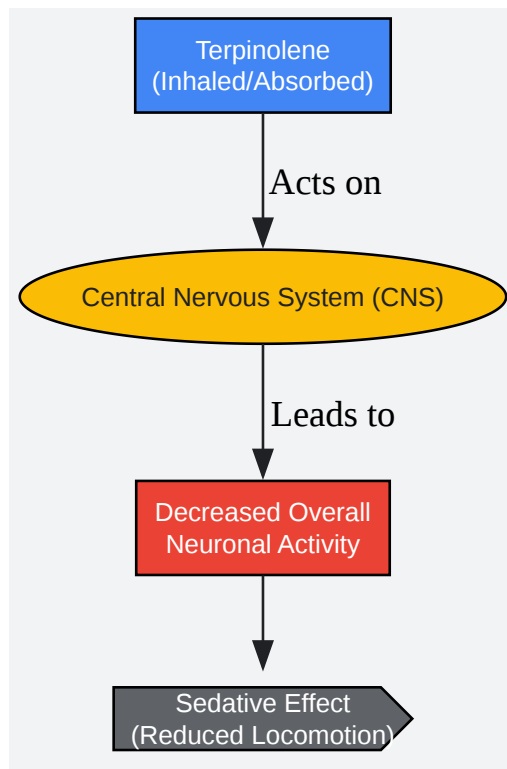 Terpinolene
(Inhaled/Absorbed)
Acts on
Central Nervous System (CNS)
Leads to
Decreased Overall
Neuronal Activity
Sedative Effect
(Reduced Locomotion)